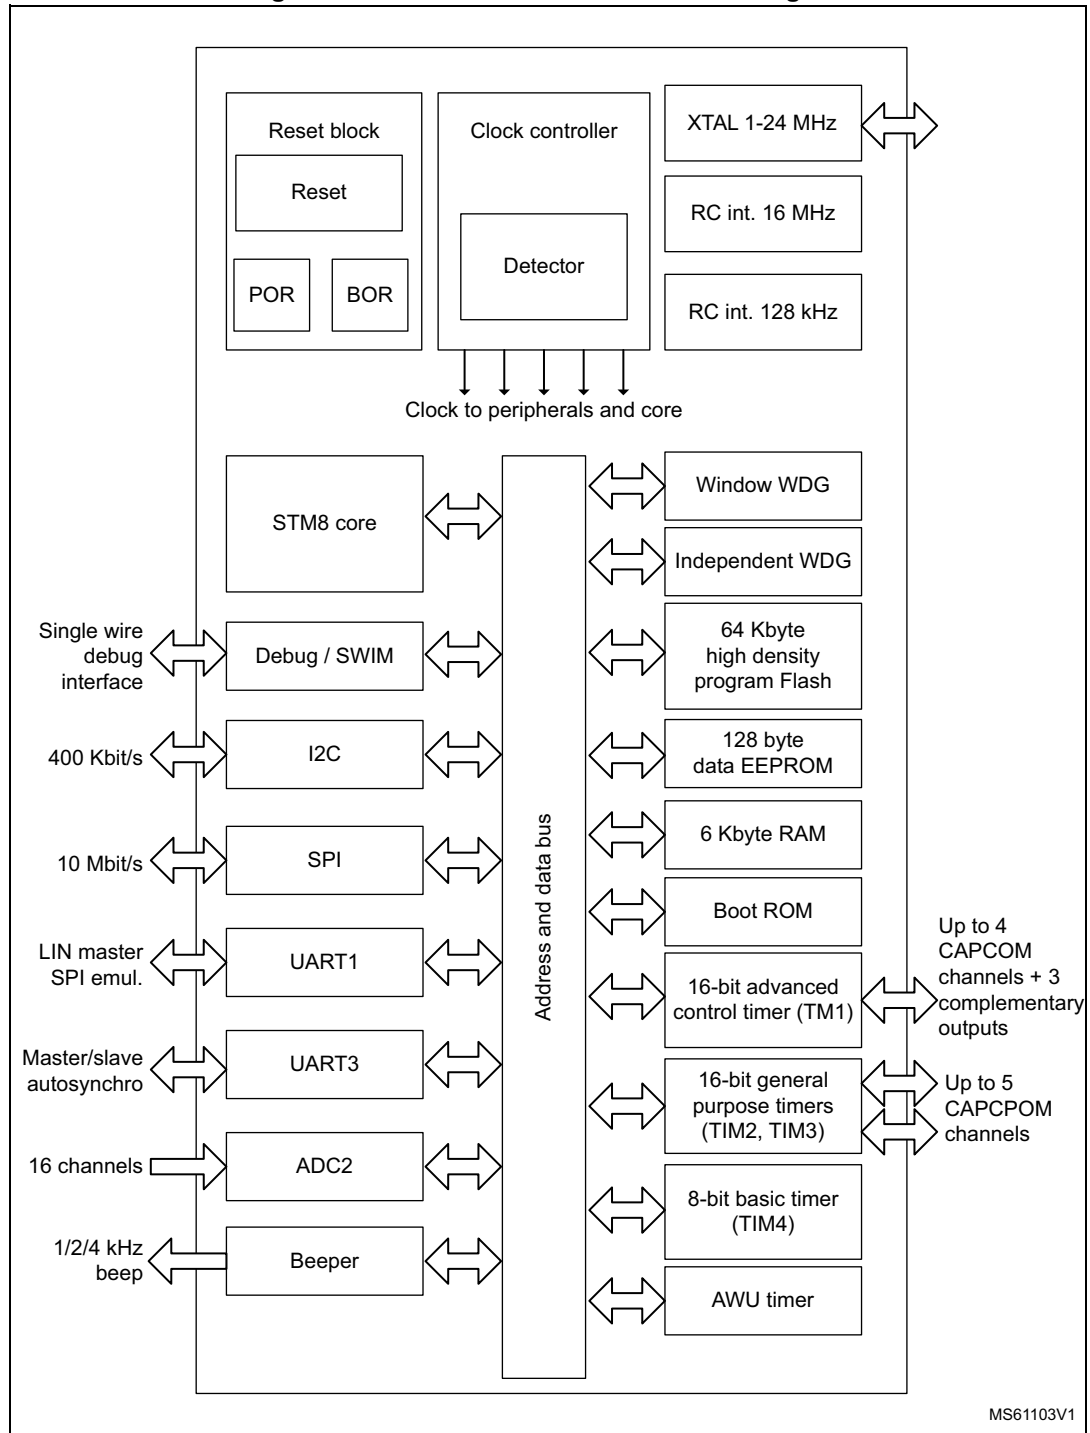 Reset block
Reset
POR
BOR
Clock controller
Detector
XTAL 1-24 MHz
RC int. 16 MHz
RC int. 128 kHz
Clock to peripherals and core
STM8 core
Single wire
debug
interface
Debug / SWIM
400 Kbit/s
I2C
10 Mbit/s
SPI
LIN master
SPI emul.
UART1
Master/slave
autosynchro
UART3
16 channels
ADC2
1/2/4 kHz
beep
Beeper
Address and data bus
Window WDG
Independent WDG
64 Kbyte
high density
program Flash
128 byte
data EEPROM
6 Kbyte RAM
Boot ROM
16-bit advanced
control timer (TM1)
Up to 4
CAPCOM
channels + 3
complementary
outputs
16-bit general
purpose timers
(TIM2, TIM3)
Up to 5
CAPCPOM
channels
8-bit basic timer
(TIM4)
AWU timer
MS61103V1